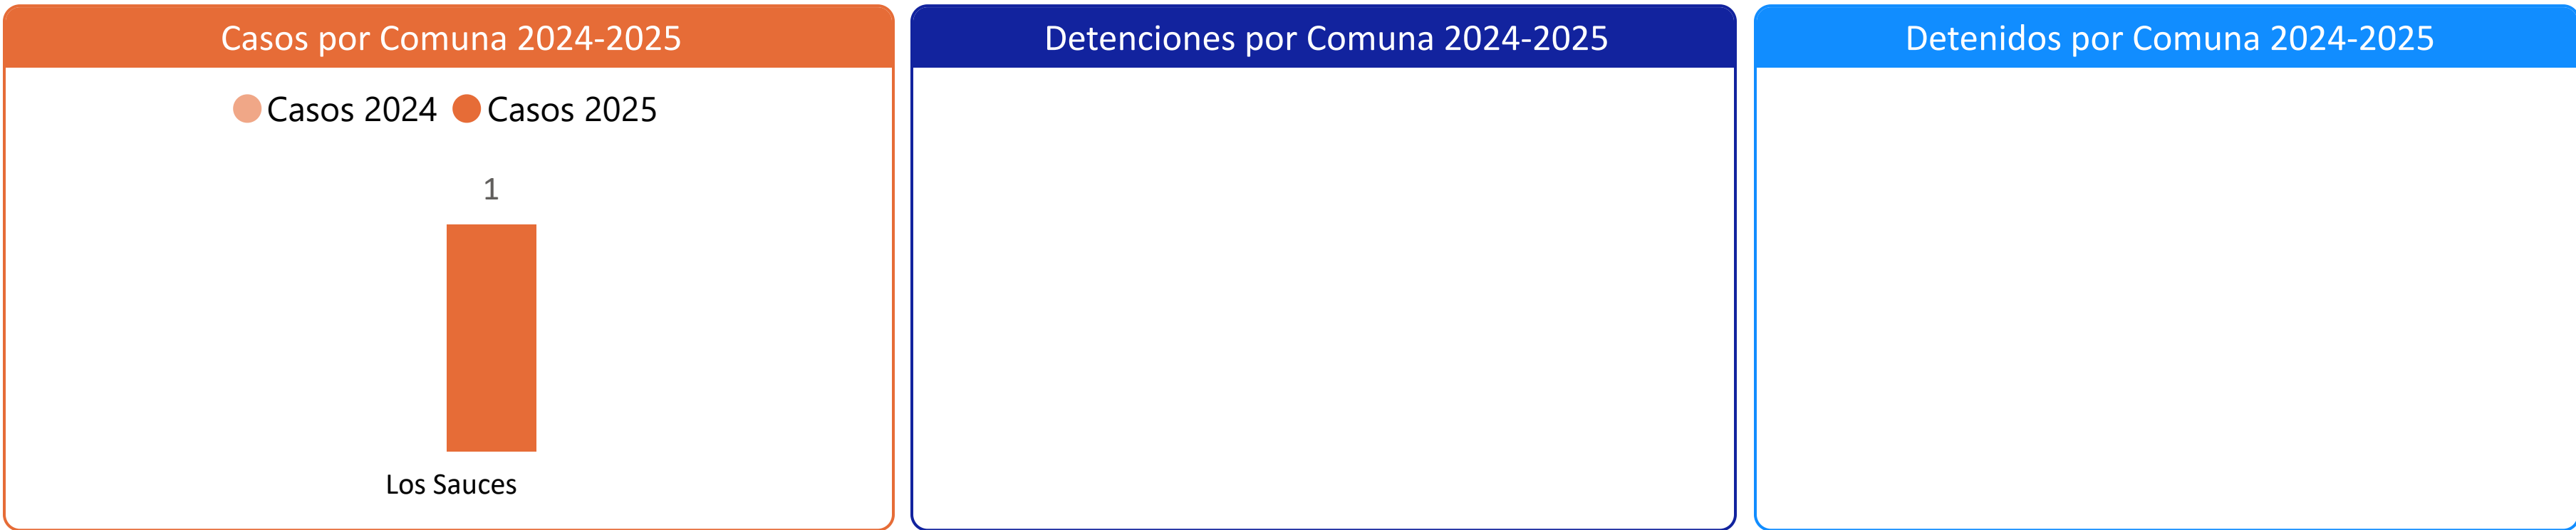 Casos por Comuna 2024-2025
Casos 2024 Casos 2025
1
Los Sauces
Detenciones por Comuna 2024-2025
Detenidos por Comuna 2024-2025